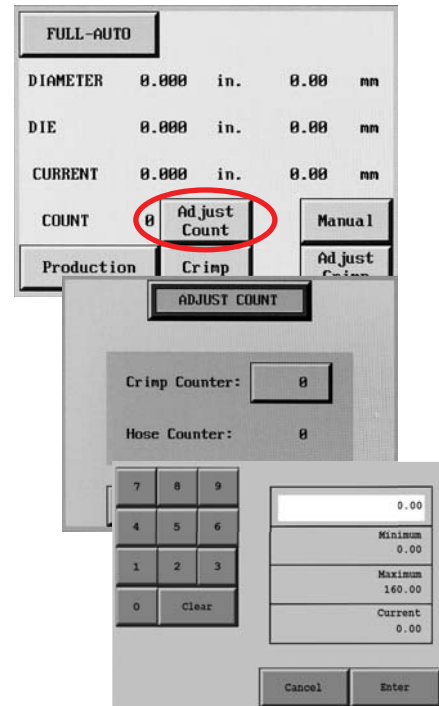 FULL-AUTO
DIAMETER 0.000 in. 0.00 mm
DIE 0.000 in. 0.00 mm
CURRENT 0.000 in. 0.00 mm
COUNT 0 Adjust Count Manual
Production Crimp Adjust
ADJUST COUNT
Crimp Counter: 0
Hose Counter: 0
7 8 9
4 5 6
1 2 3
0 Clear
0.00
Minimum
0.00
Maximum
160.00
Current
0.00
Cancel Enter